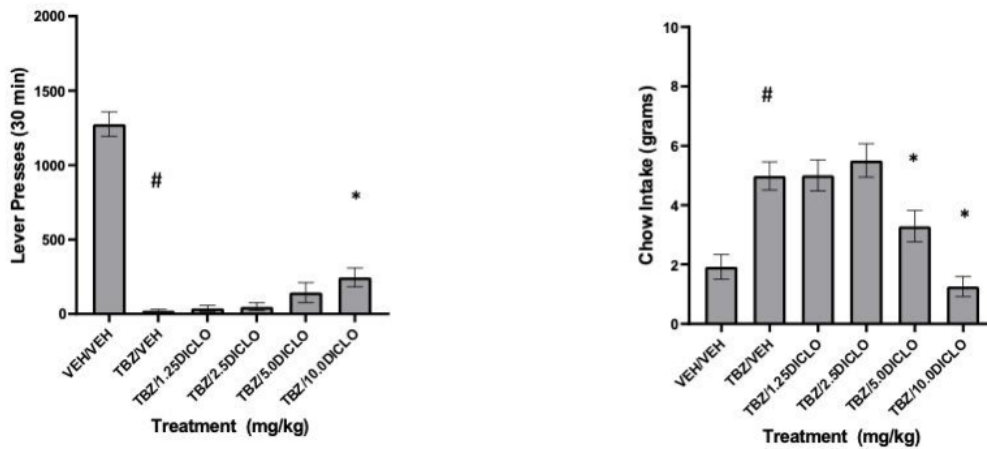 Lever Presses (30 min)
2000
1500
1000
500
0
#
*
VEH/VEH
TBZ/VEH
TBZ/1.25DICLO
TBZ/2.5DICLO
TBZ/5.0DICLO
TBZ/10.0DICLO
Treatment (mg/kg)
Chow Intake (grams)
10
8
6
4
2
0
#
*
*
VEH/VEH
TBZ/VEH
TBZ/1.25DICLO
TBZ/2.5DICLO
TBZ/5.0DICLO
TBZ/10.0DICLO
Treatment (mg/kg)